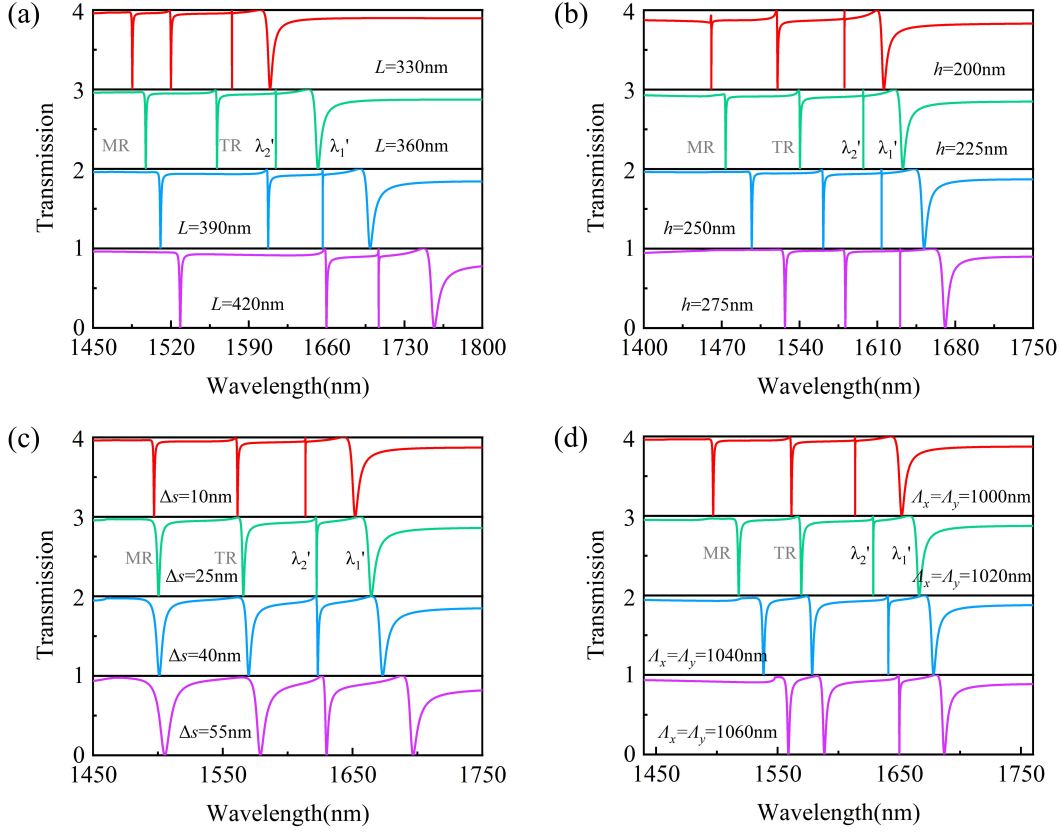 (a)
4
3
2
1
0
Transmission
L=330nm
MR
TR
λ₂'
λ₁'
L=360nm
L=390nm
L=420nm
1450 1520 1590 1660 1730 1800
Wavelength(nm)
(b)
4
3
2
1
0
Transmission
h=200nm
MR
TR
λ₂'
λ₁'
h=225nm
h=250nm
h=275nm
1400 1470 1540 1610 1680 1750
Wavelength(nm)
(c)
4
3
2
1
0
Transmission
Δs=10nm
MR
TR
λ₂'
λ₁'
Δs=25nm
Δs=40nm
Δs=55nm
1450 1550 1650 1750
Wavelength(nm)
(d)
4
3
2
1
0
Transmission
Λx=Λy=1000nm
MR
TR
λ₂'
λ₁'
Λx=Λy=1020nm
Λx=Λy=1040nm
Λx=Λy=1060nm
1440 1550 1650 1750
Wavelength(nm)